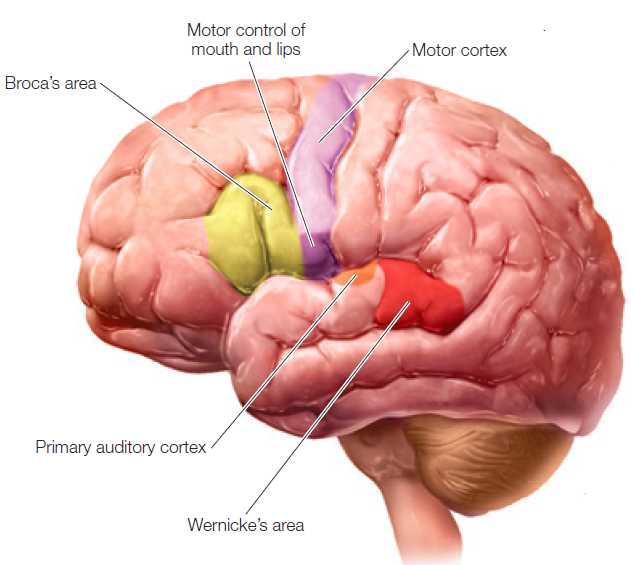 Motor control of
mouth and lips
Motor cortex
Broca's area
Primary auditory cortex
Wernicke's area